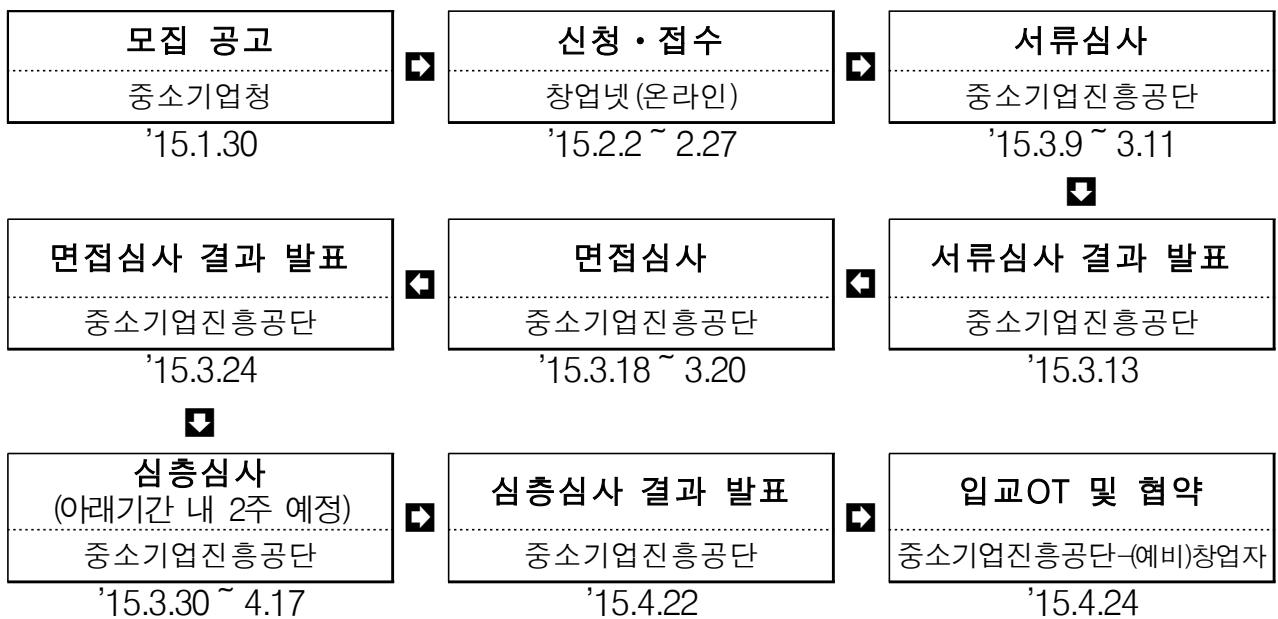 모집 공고
중소기업청
'15.1.30
신청・접수
창업넷(온라인)
'15.2.2 ~ 2.27
서류심사
중소기업진흥공단
'15.3.9 ~ 3.11
서류심사 결과 발표
중소기업진흥공단
'15.3.13
면접심사
중소기업진흥공단
'15.3.18 ~ 3.20
면접심사 결과 발표
중소기업진흥공단
'15.3.24
심층심사
(아래기간 내 2주 예정)
중소기업진흥공단
'15.3.30 ~ 4.17
심층심사 결과 발표
중소기업진흥공단
'15.4.22
입교OT 및 협약
중소기업진흥공단-(예비)창업자
'15.4.24